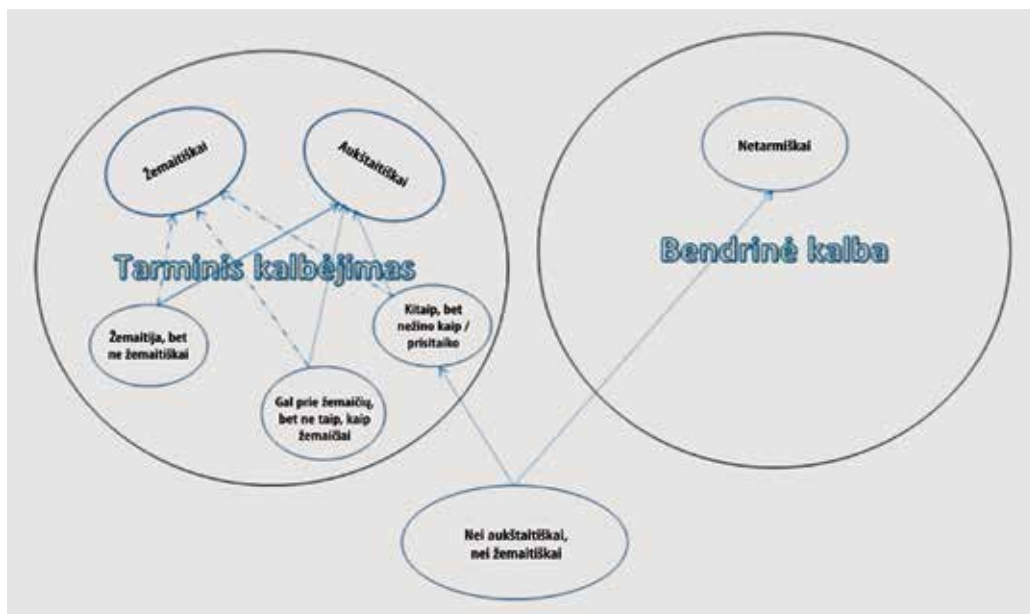 Žemaitiškai
Aukštaitiškai
Netarmiškai
Tarminis kalbėjimas
Bendrinė kalba
Žemaitija, bet
ne žemaitiškai
Kitaip, bet
nežino kaip /
prisitaiko
Gal prie žemaičių,
bet ne taip, kaip
žemaičiai
Nei aukštaitiškai,
nei žemaitiškai